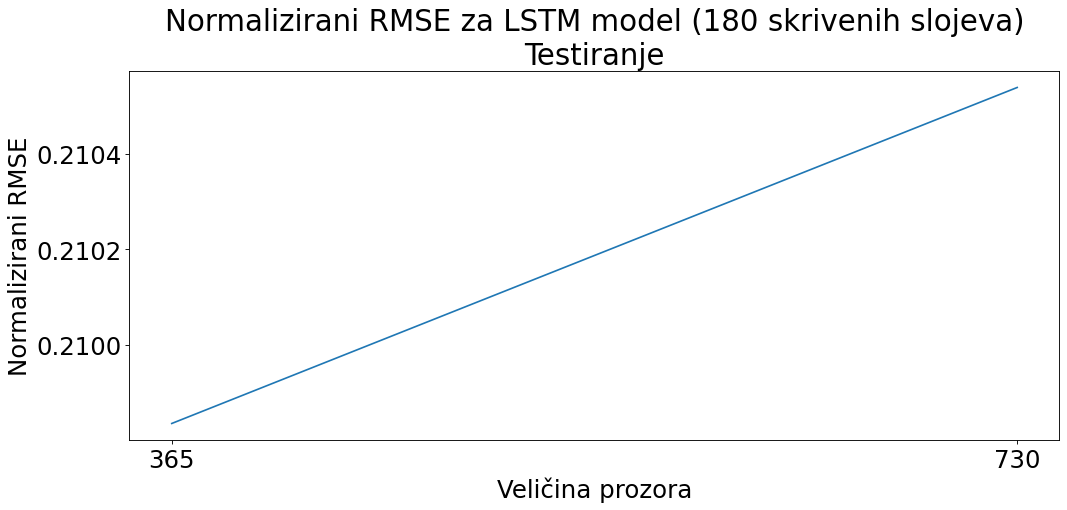 Normalizirani RMSE za LSTM model (180 skrivenih slojeva)
Testiranje
Normalizirani RMSE
0.2104
0.2102
0.2100
365
730
Veličina prozora